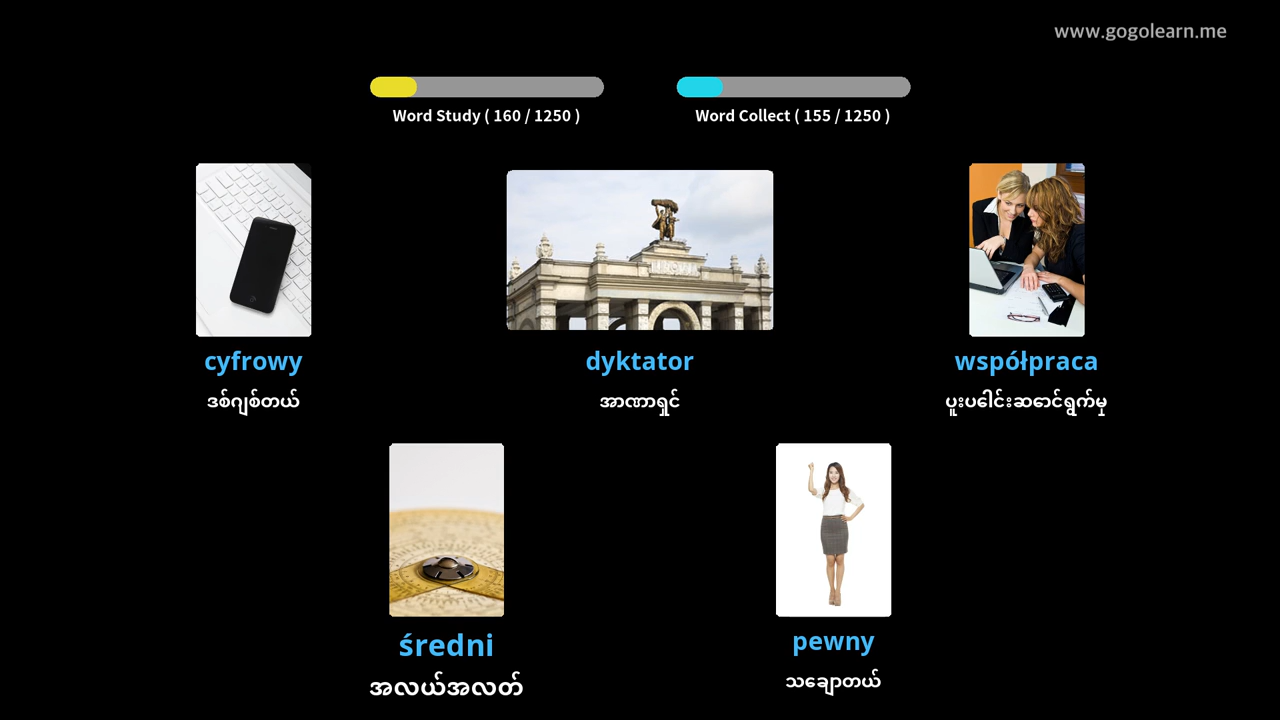 www.gogolearn.me
Word Study ( 160 / 1250 )
Word Collect ( 155 / 1250 )
cyfrowy
ဒစ်ဂျစ်တယ်
dyktator
အာဏာရှင်
współpraca
ပူးပေါင်းဆောင်ရွက်မှု
średni
အလယ်အလတ်
pewny
သေချာတယ်